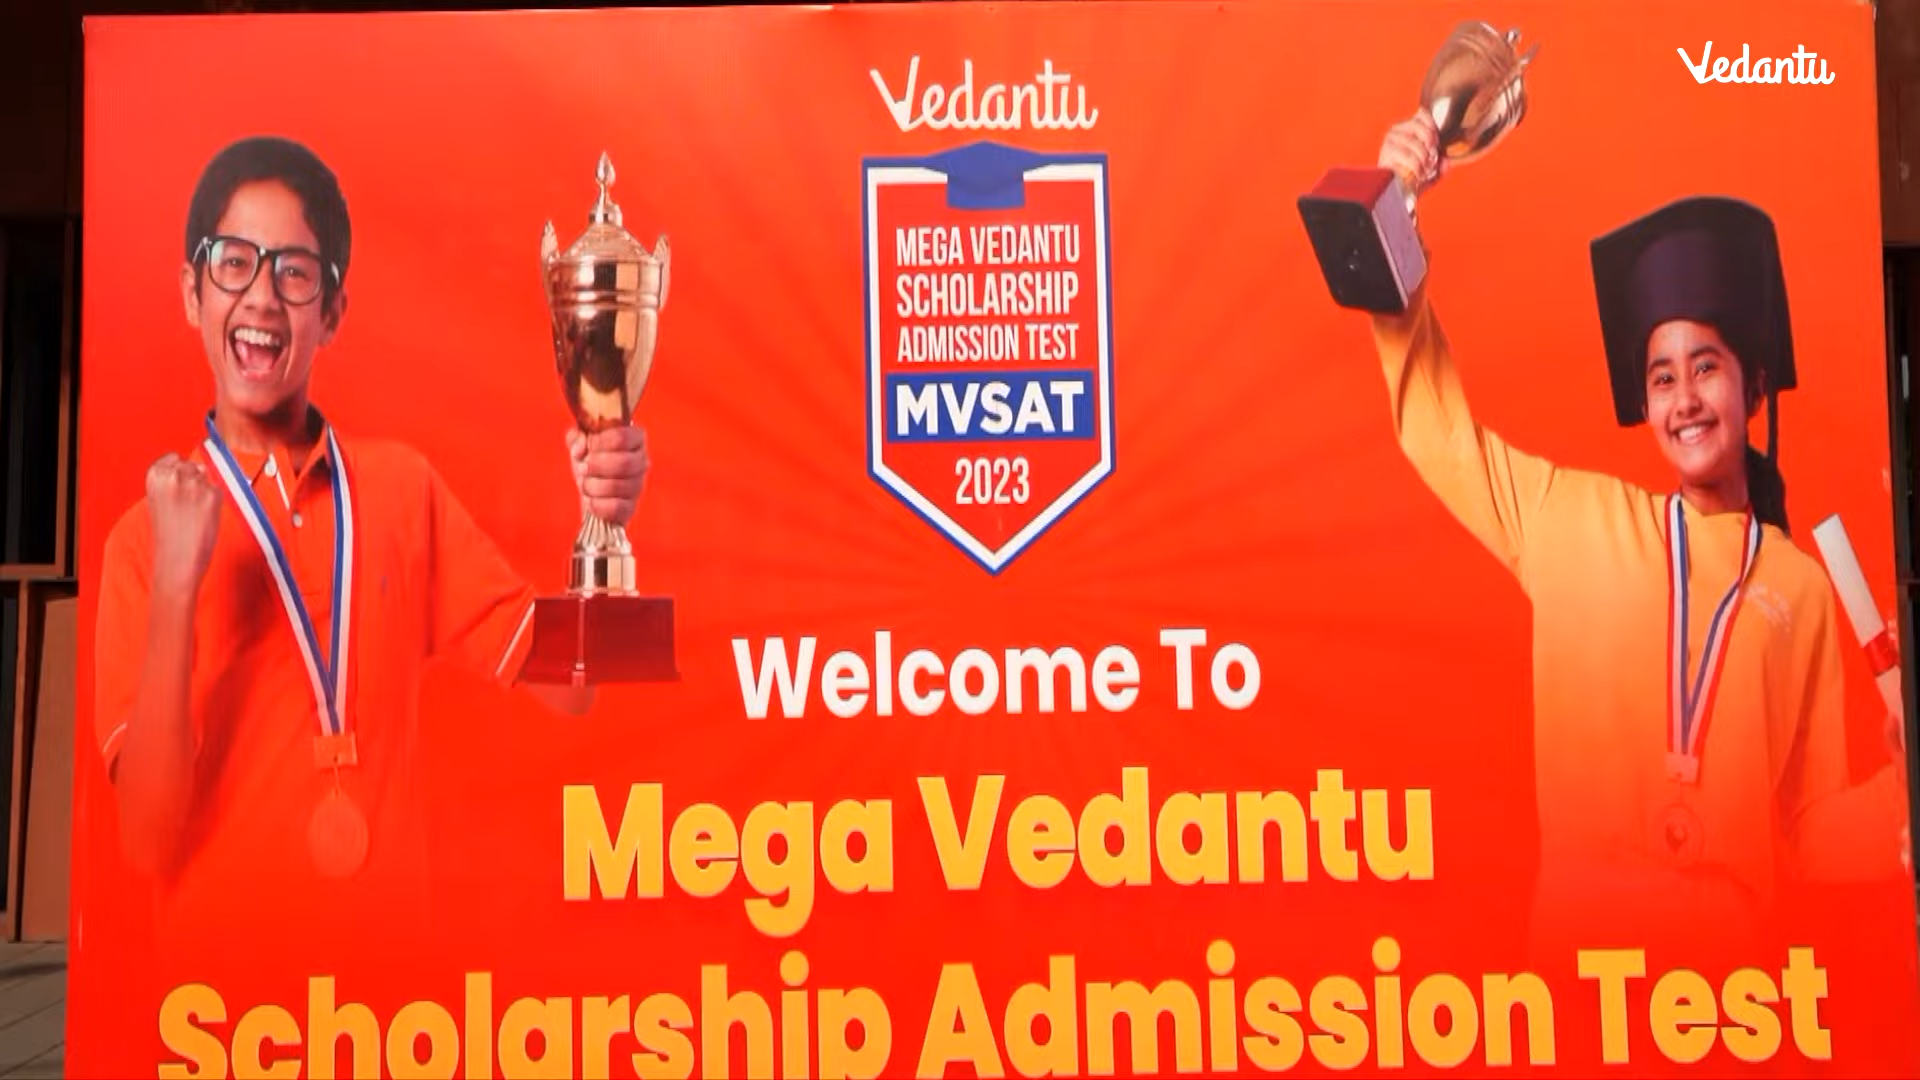 Vedantu
Vedantu
MEGA VEDANTU
SCHOLARSHIP
ADMISSION TEST
MVSAT
2023
Welcome To
Mega Vedantu
Scholarship Admission Test